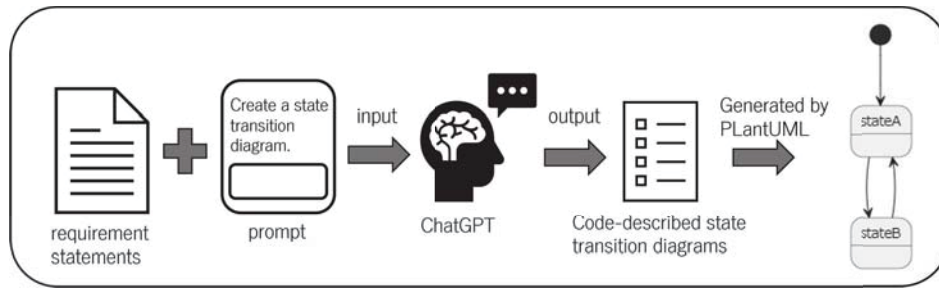 requirement
statements
Create a state
transition
diagram.
prompt
input
ChatGPT
output
Code-described state
transition diagrams
Generated by
PLantUML
stateA
stateB